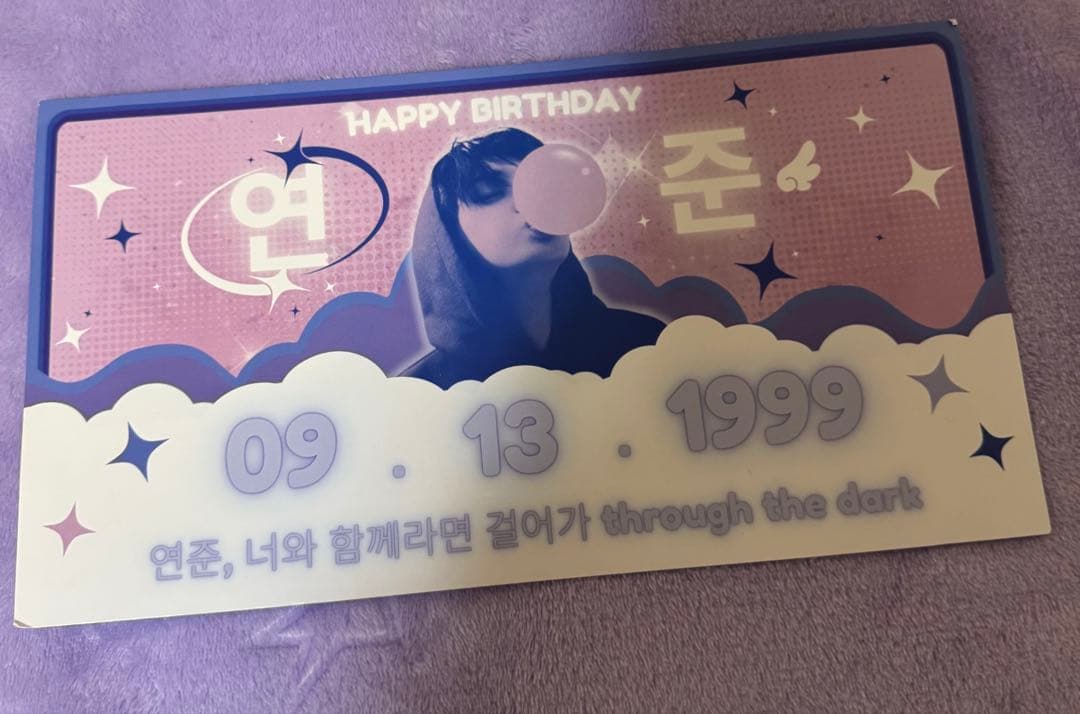 HAPPY BIRTHDAY
연준
09 . 13 . 1999
연준, 너와 함께라면 걸어가 through the dark